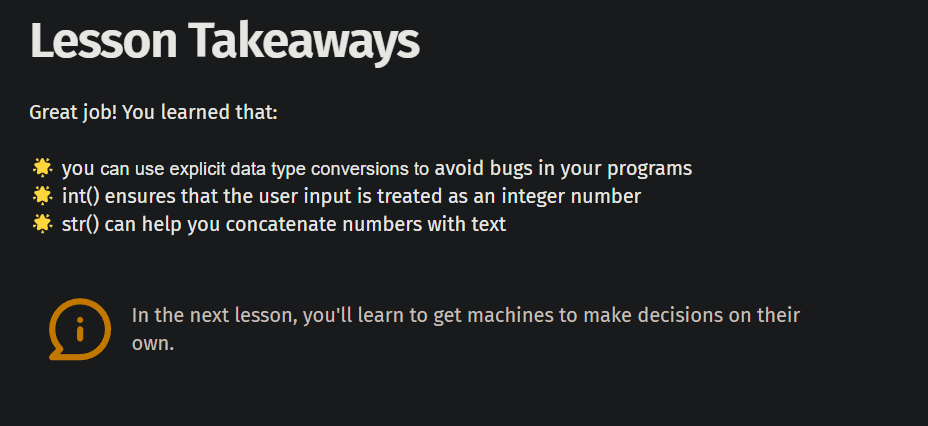 Lesson Takeaways
Great job! You learned that:
🌟 you can use explicit data type conversions to avoid bugs in your programs
🌟 int() ensures that the user input is treated as an integer number
🌟 str() can help you concatenate numbers with text
In the next lesson, you'll learn to get machines to make decisions on their
own.